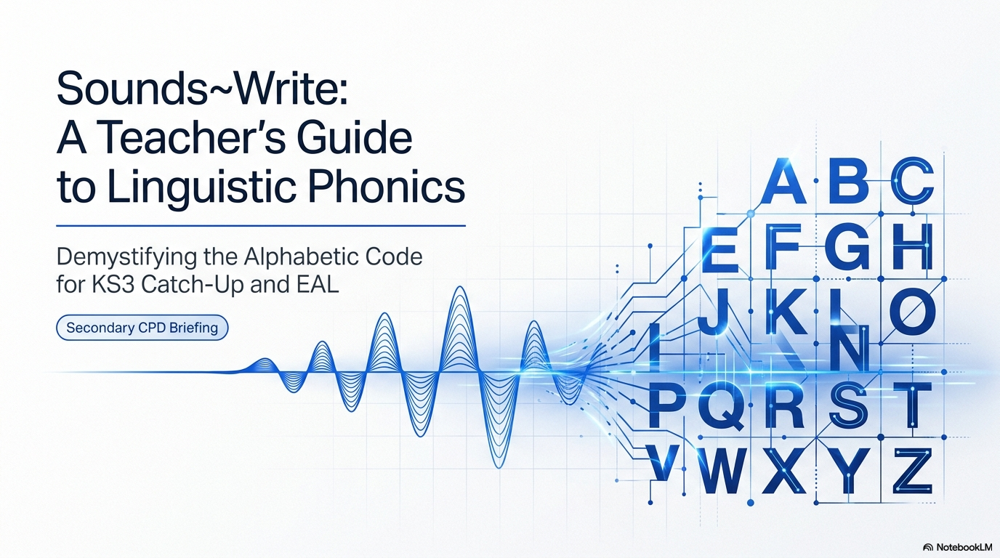 Sounds~Write:
A Teacher’s Guide
to Linguistic Phonics
Demystifying the Alphabetic Code
for KS3 Catch-Up and EAL
Secondary CPD Briefing
A B C
E F G H
J K L O
I N
P Q R S T
V W X Y Z
NotebookLM